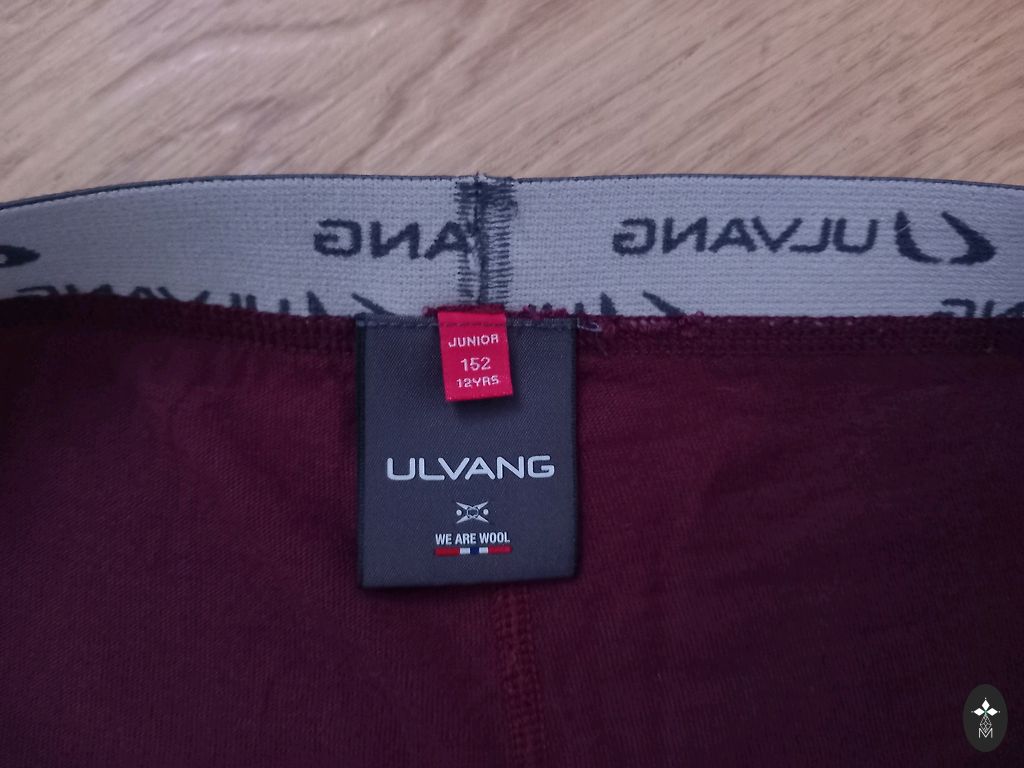 ULVANG
ULVANG
JUNIOR
152
12YRS
ULVANG
WE ARE WOOL
M